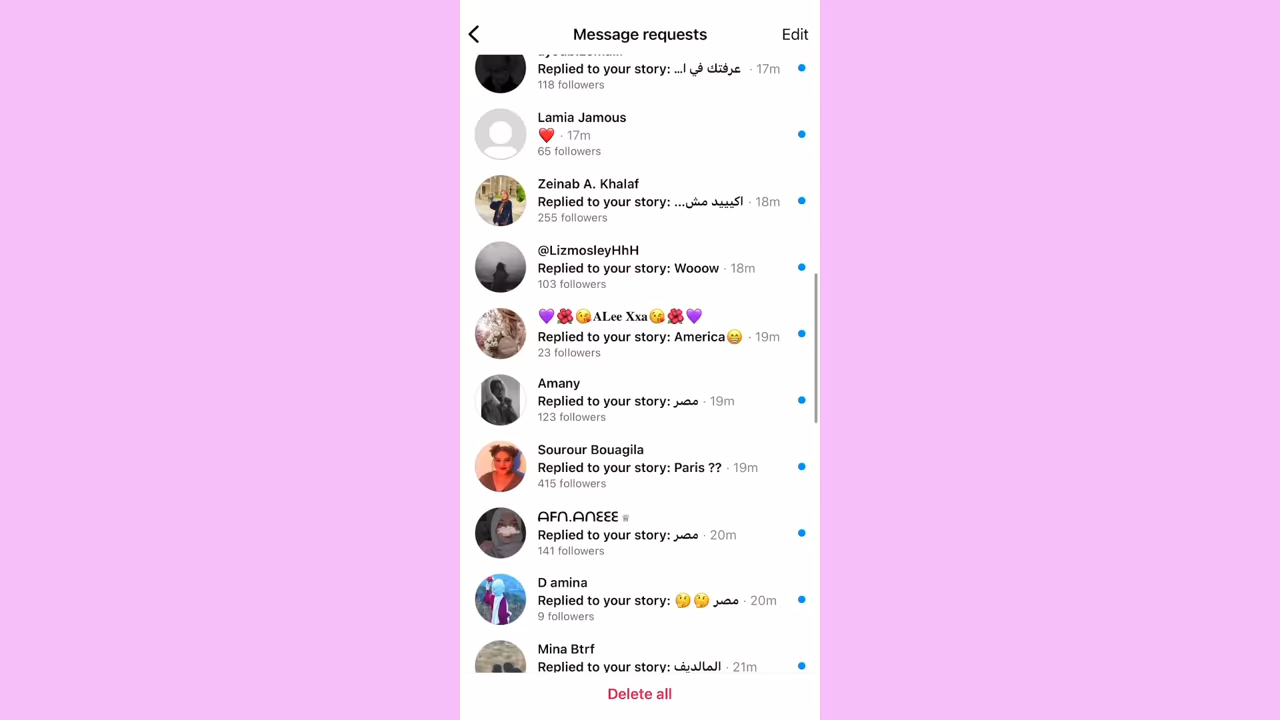 Message requests
Edit
Replied to your story: عرفتك في ا... · 17m
118 followers
Lamia Jamous
❤️ · 17m
65 followers
Zeinab A. Khalaf
Replied to your story: اكيييد مش... · 18m
255 followers
@LizmosleyHhH
Replied to your story: Wooow · 18m
103 followers
💜🌺😘𝐀𝐋𝐞𝐞 𝐗𝐱𝐚😘🌺💜
Replied to your story: America😁 · 19m
23 followers
Amany
Replied to your story: مصر · 19m
123 followers
Sourour Bouagila
Replied to your story: Paris ?? · 19m
415 followers
ᗩᖴᑎ.ᗩᑎᏋᏋᏋ ♕
Replied to your story: مصر · 20m
141 followers
D amina
Replied to your story: مصر 🤔🤔 · 20m
9 followers
Mina Btrf
Replied to your story: المالديف · 21m
Delete all